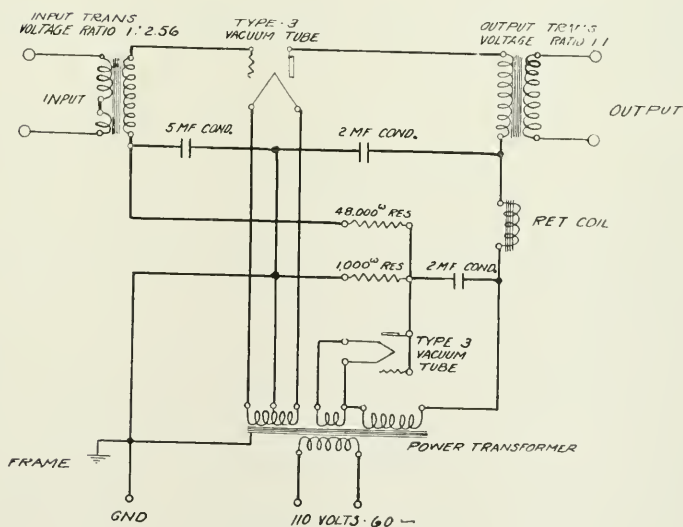 INPUT TRANS
VOLTAGE RATIO 1:2.56
TYPE-3
VACUUM TUBE
OUTPUT TRANS
VOLTAGE RATIO 1:1
INPUT
OUTPUT
5 MF COND.
2 MF COND.
48.000ω RES
RET COIL
1,000ω RES
2 MF COND.
TYPE 3
VACUUM
TUBE
POWER TRANSFORMER
FRAME
GND
110 VOLTS·60~